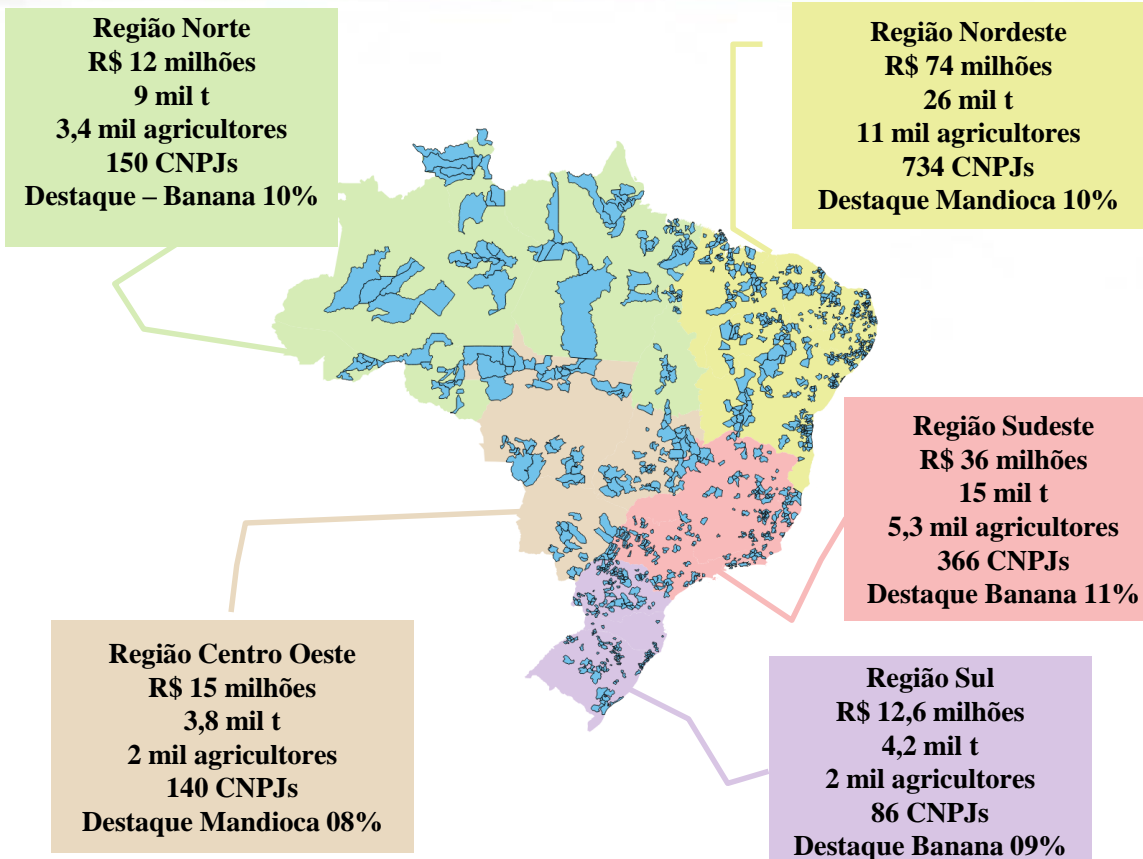 Região Norte
R$ 12 milhões
9 mil t
3,4 mil agricultores
150 CNPJs
Destaque – Banana 10%
Região Nordeste
R$ 74 milhões
26 mil t
11 mil agricultores
734 CNPJs
Destaque Mandioca 10%
Região Sudeste
R$ 36 milhões
15 mil t
5,3 mil agricultores
366 CNPJs
Destaque Banana 11%
Região Centro Oeste
R$ 15 milhões
3,8 mil t
2 mil agricultores
140 CNPJs
Destaque Mandioca 08%
Região Sul
R$ 12,6 milhões
4,2 mil t
2 mil agricultores
86 CNPJs
Destaque Banana 09%